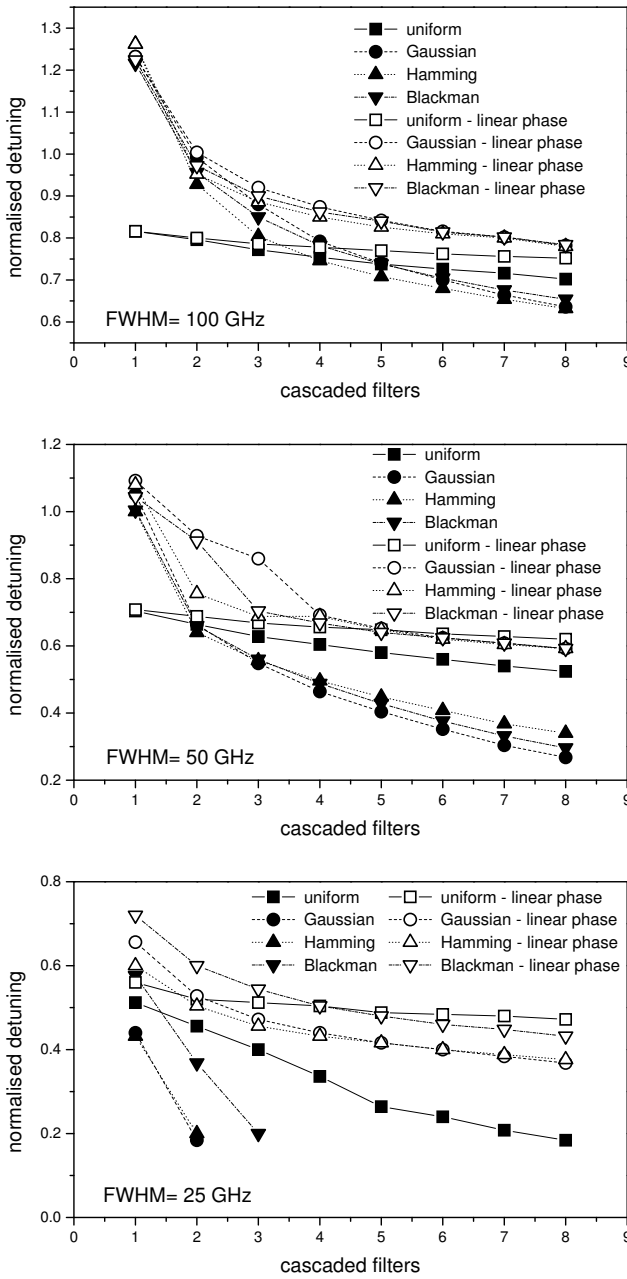 1.3
1.2
1.1
1.0
0.9
0.8
0.7
0.6
normalised detuning
uniform
Gaussian
Hamming
Blackman
uniform - linear phase
Gaussian - linear phase
Hamming - linear phase
Blackman - linear phase
FWHM= 100 GHz
0 1 2 3 4 5 6 7 8 9
cascaded filters
1.2
1.0
0.8
0.6
0.4
0.2
normalised detuning
uniform
Gaussian
Hamming
Blackman
uniform - linear phase
Gaussian - linear phase
Hamming - linear phase
Blackman - linear phase
FWHM= 50 GHz
0 1 2 3 4 5 6 7 8 9
cascaded filters
0.8
0.6
0.4
0.2
0.0
normalised detuning
uniform uniform - linear phase
Gaussian Gaussian - linear phase
Hamming Hamming - linear phase
Blackman Blackman - linear phase
FWHM= 25 GHz
0 1 2 3 4 5 6 7 8 9
cascaded filters